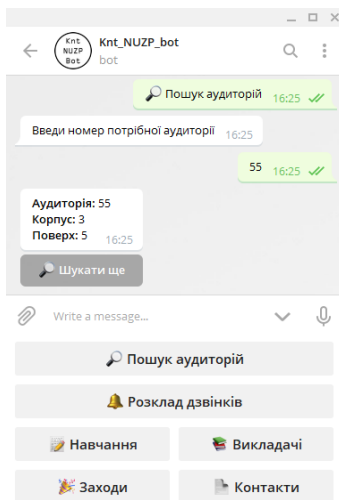 Knt
NUZP
Bot
Knt_NUZP_bot
bot
Пошук аудиторій 16:25
Введи номер потрібної аудиторії 16:25
55 16:25
Аудиторія: 55
Корпус: 3
Поверх: 5 16:25
Шукати ще
Write a message...
Пошук аудиторій
Розклад дзвінків
Навчання Викладачі
Заходи Контакти